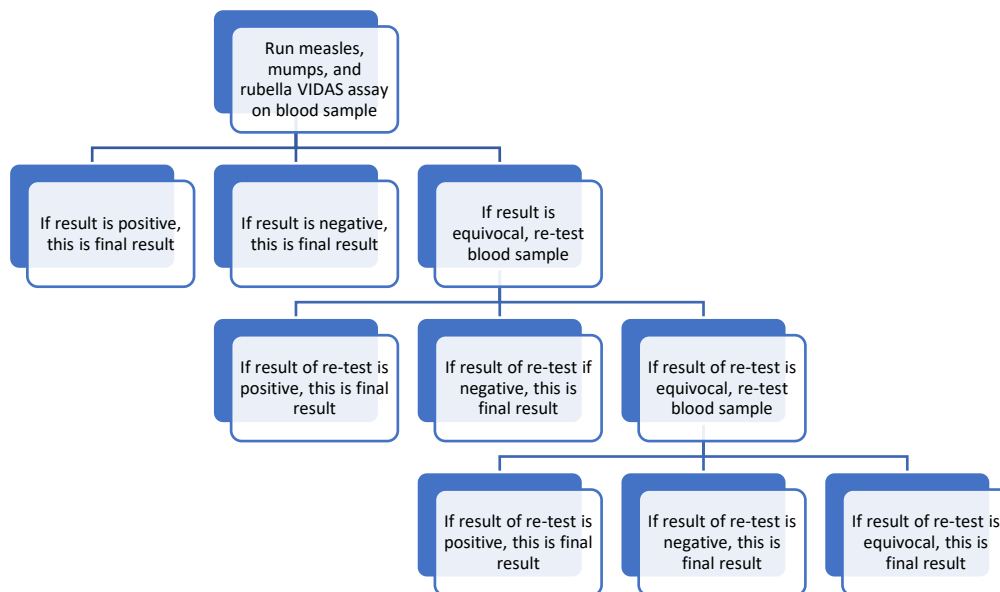 Run measles,
mumps, and
rubella VIDAS assay
on blood sample
If result is positive,
this is final result
If result is negative,
this is final result
If result is
equivocal, re-test
blood sample
If result of re-test is
positive, this is final
result
If result of re-test if
negative, this is
final result
If result of re-test is
equivocal, re-test
blood sample
If result of re-test is
positive, this is final
result
If result of re-test is
negative, this is
final result
If result of re-test is
equivocal, this is
final result